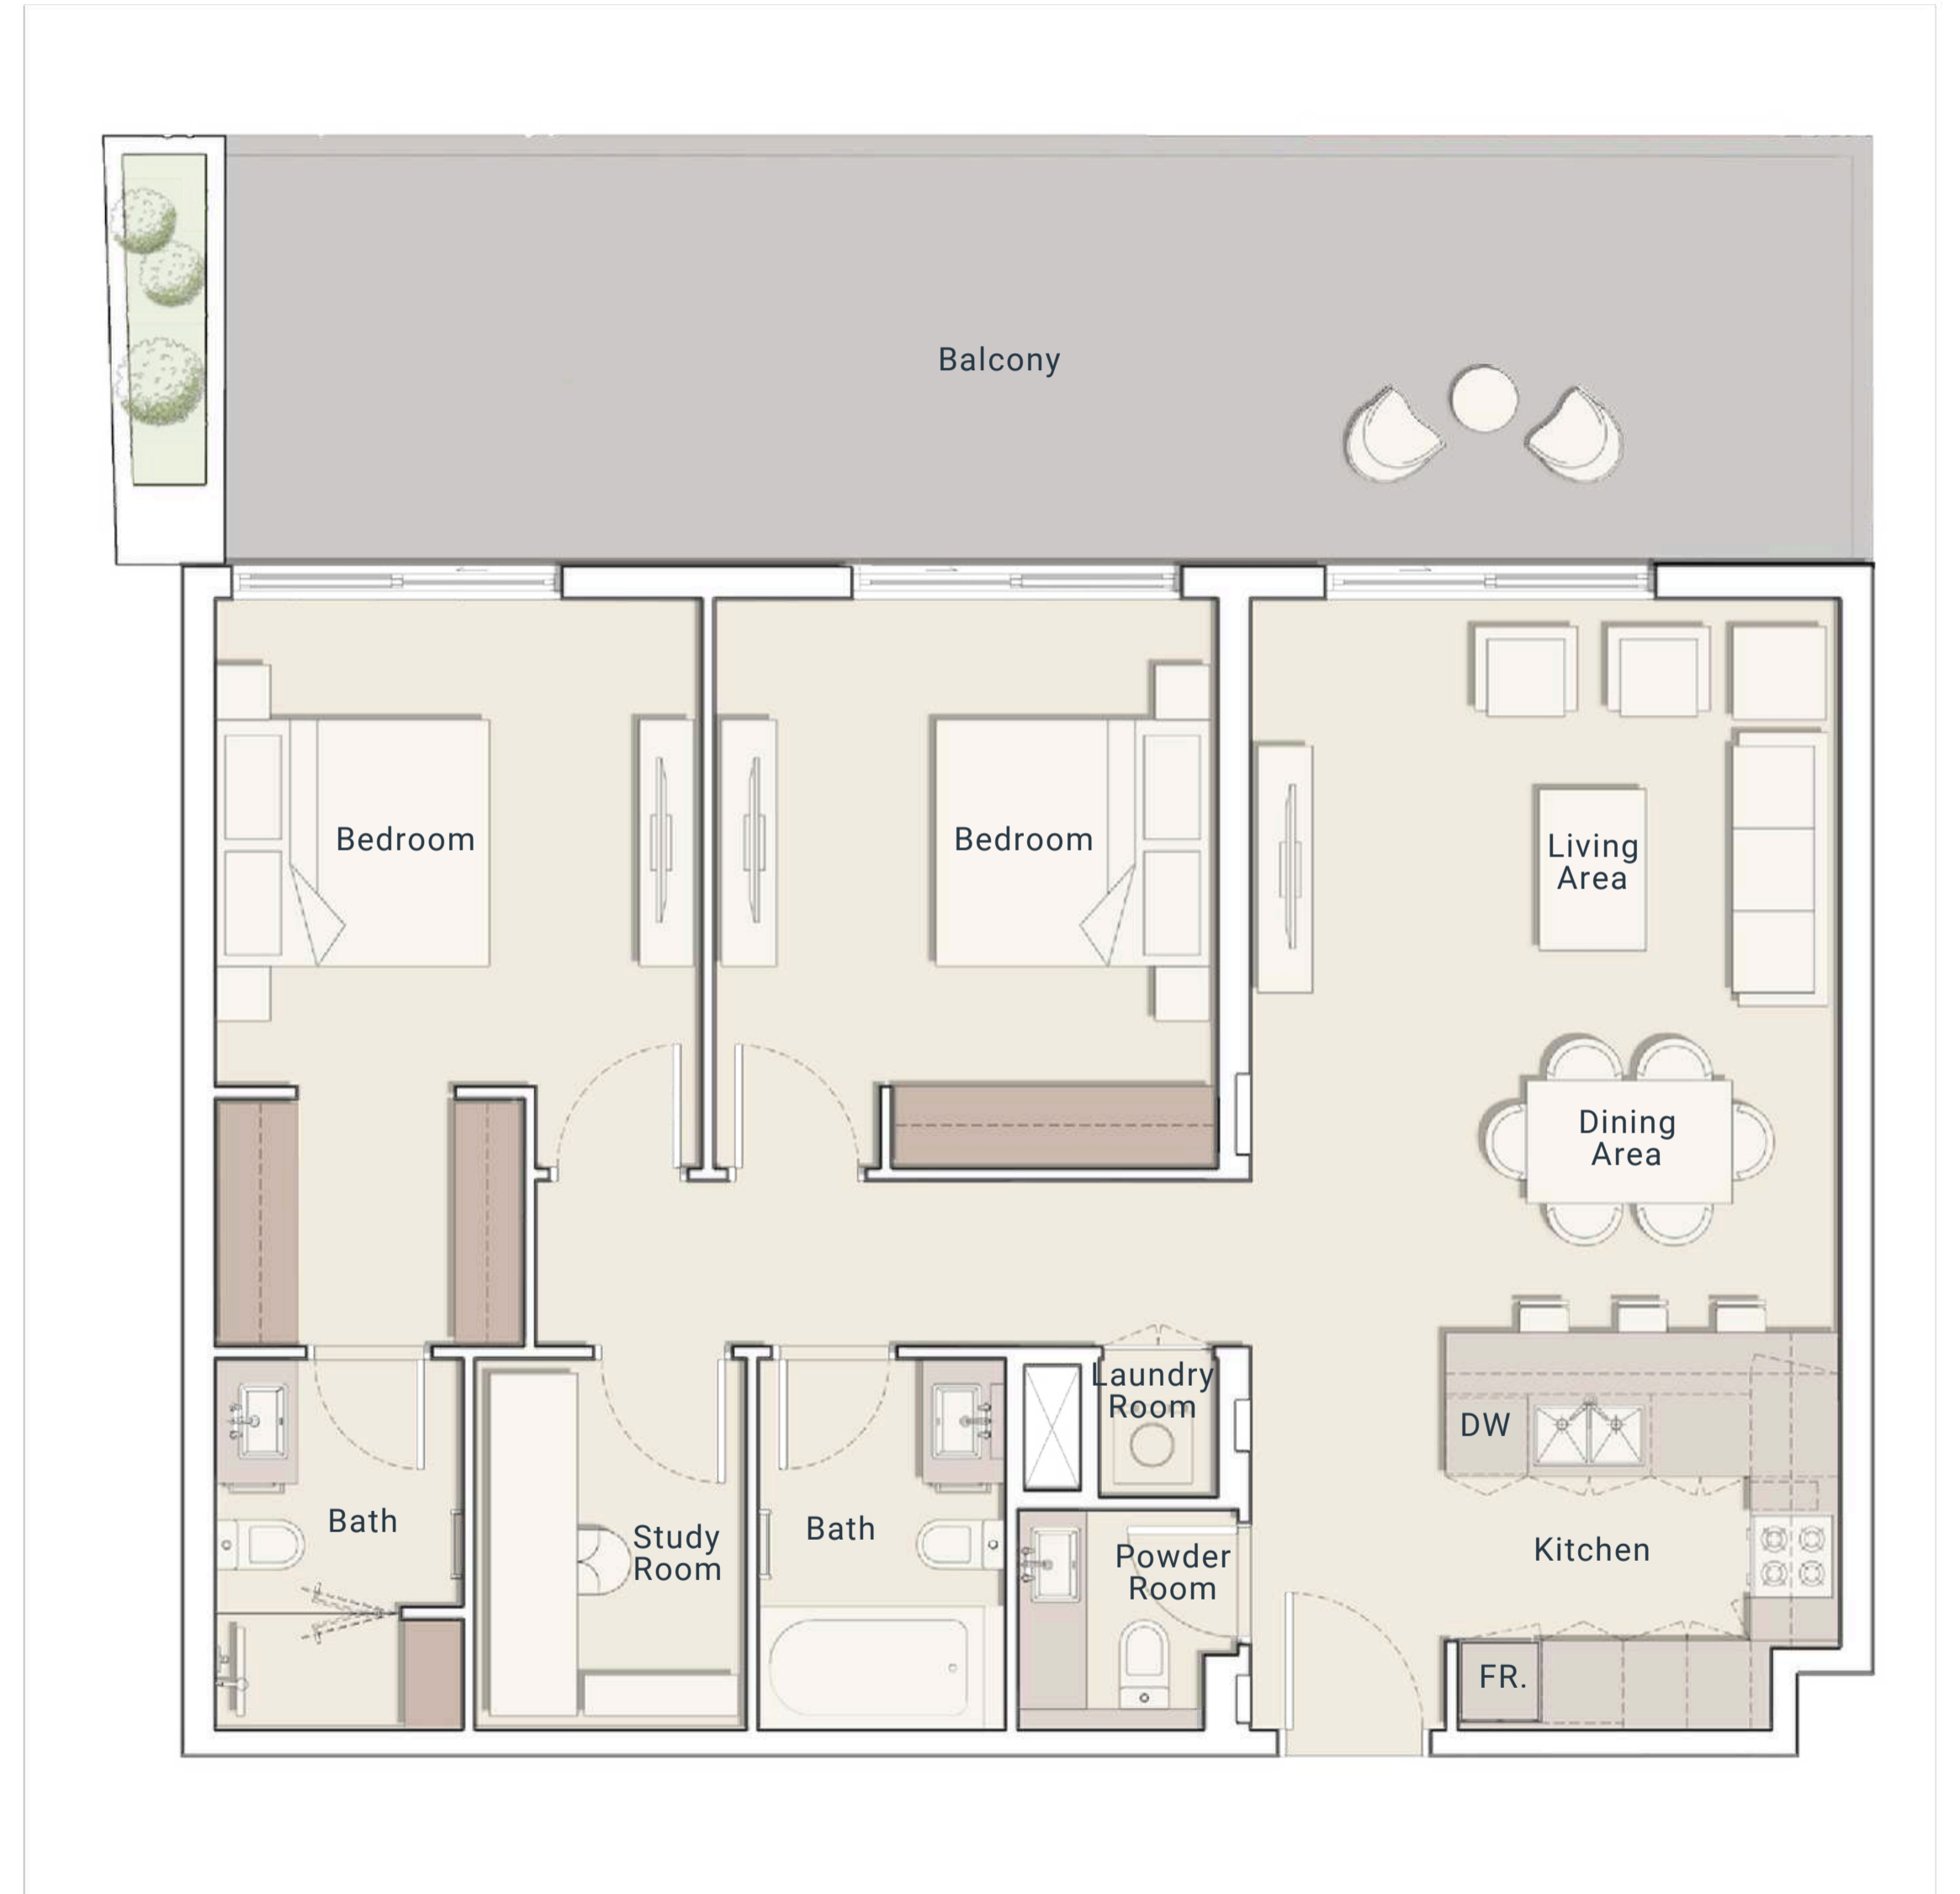 Balcony
Bedroom
Bedroom
Living
Area
Dining
Area
Laundry
Room
DW
Bath
Study
Room
Bath
Powder
Room
Kitchen
FR.